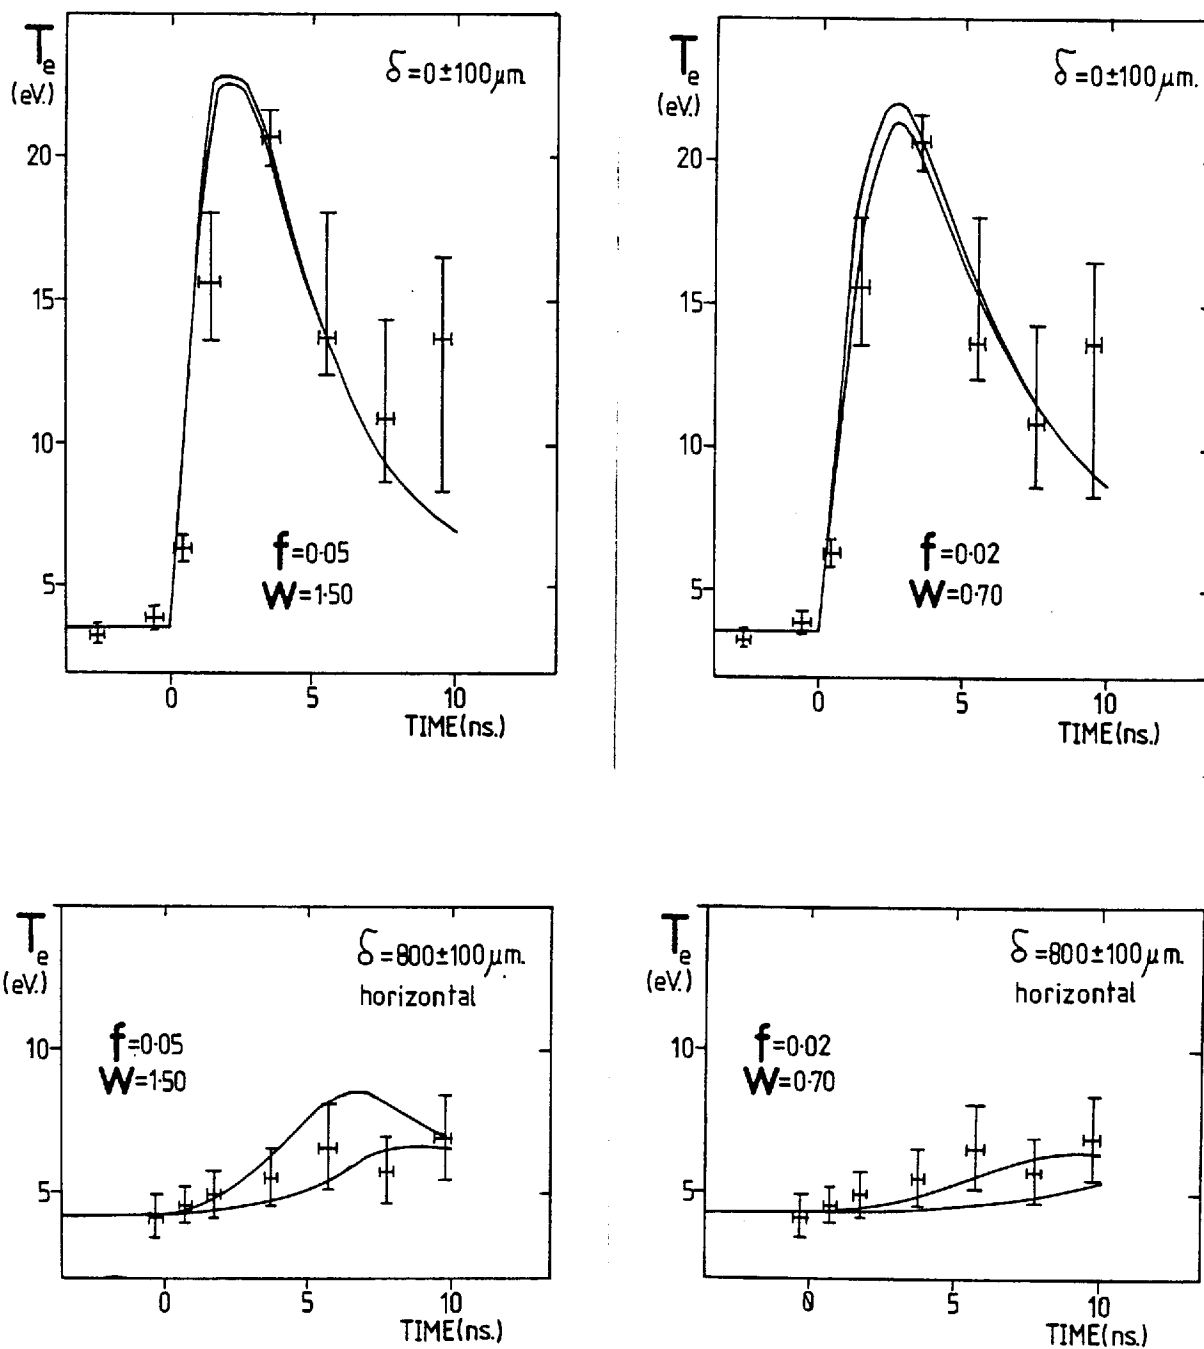 Te
(eV.)
δ=0±100μm
20
15
10
5
f=0·05
W=1·50
0 5 10
TIME(ns.)
Te
(eV.)
δ=0±100μm.
20
15
10
5
f=0·02
W=0·70
0 5 10
TIME(ns.)
Te
(eV.)
δ=800±100μm.
horizontal
f=0·05
W=1·50
10
5
0 5 10
TIME(ns.)
Te
(eV.)
δ=800±100μm.
horizontal
f=0·02
W=0·70
10
5
0 5 10
TIME(ns.)